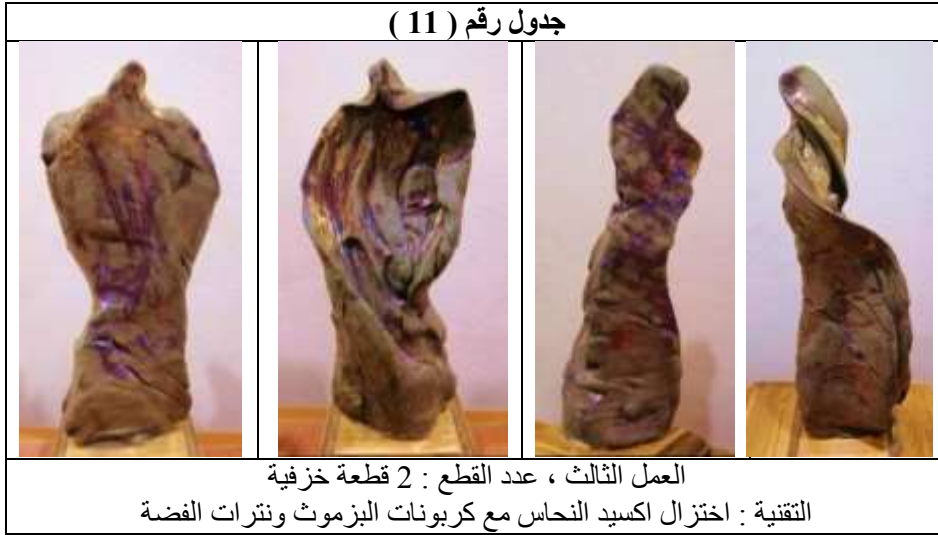 جدول رقم ( 11 )
العمل الثالث ، عدد القطع : 2 قطعة خزفية
التقنية : اختزال اكسيد النحاس مع كربونات البزموث ونترات الفضة